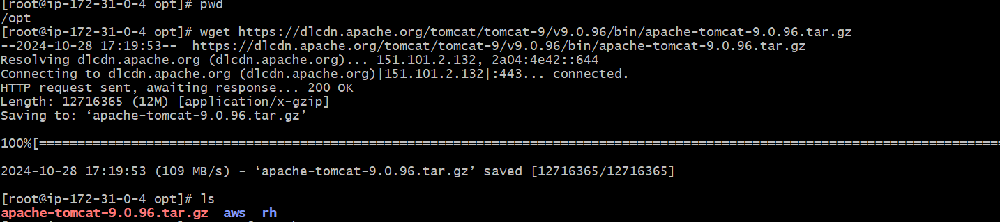 [root@ip-172-31-0-4 opt]# pwd
/opt
[root@ip-172-31-0-4 opt]# wget https://dlcdn.apache.org/tomcat/tomcat-9/v9.0.96/bin/apache-tomcat-9.0.96.tar.gz
--2024-10-28 17:19:53--  https://dlcdn.apache.org/tomcat/tomcat-9/v9.0.96/bin/apache-tomcat-9.0.96.tar.gz
Resolving dlcdn.apache.org (dlcdn.apache.org)... 151.101.2.132, 2a04:4e42::644
Connecting to dlcdn.apache.org (dlcdn.apache.org)|151.101.2.132|:443... connected.
HTTP request sent, awaiting response... 200 OK
Length: 12716365 (12M) [application/x-gzip]
Saving to: ‘apache-tomcat-9.0.96.tar.gz’
100%[==========================================================================================================================
2024-10-28 17:19:53 (109 MB/s) - ‘apache-tomcat-9.0.96.tar.gz’ saved [12716365/12716365]
[root@ip-172-31-0-4 opt]# ls
apache-tomcat-9.0.96.tar.gz  aws  rh